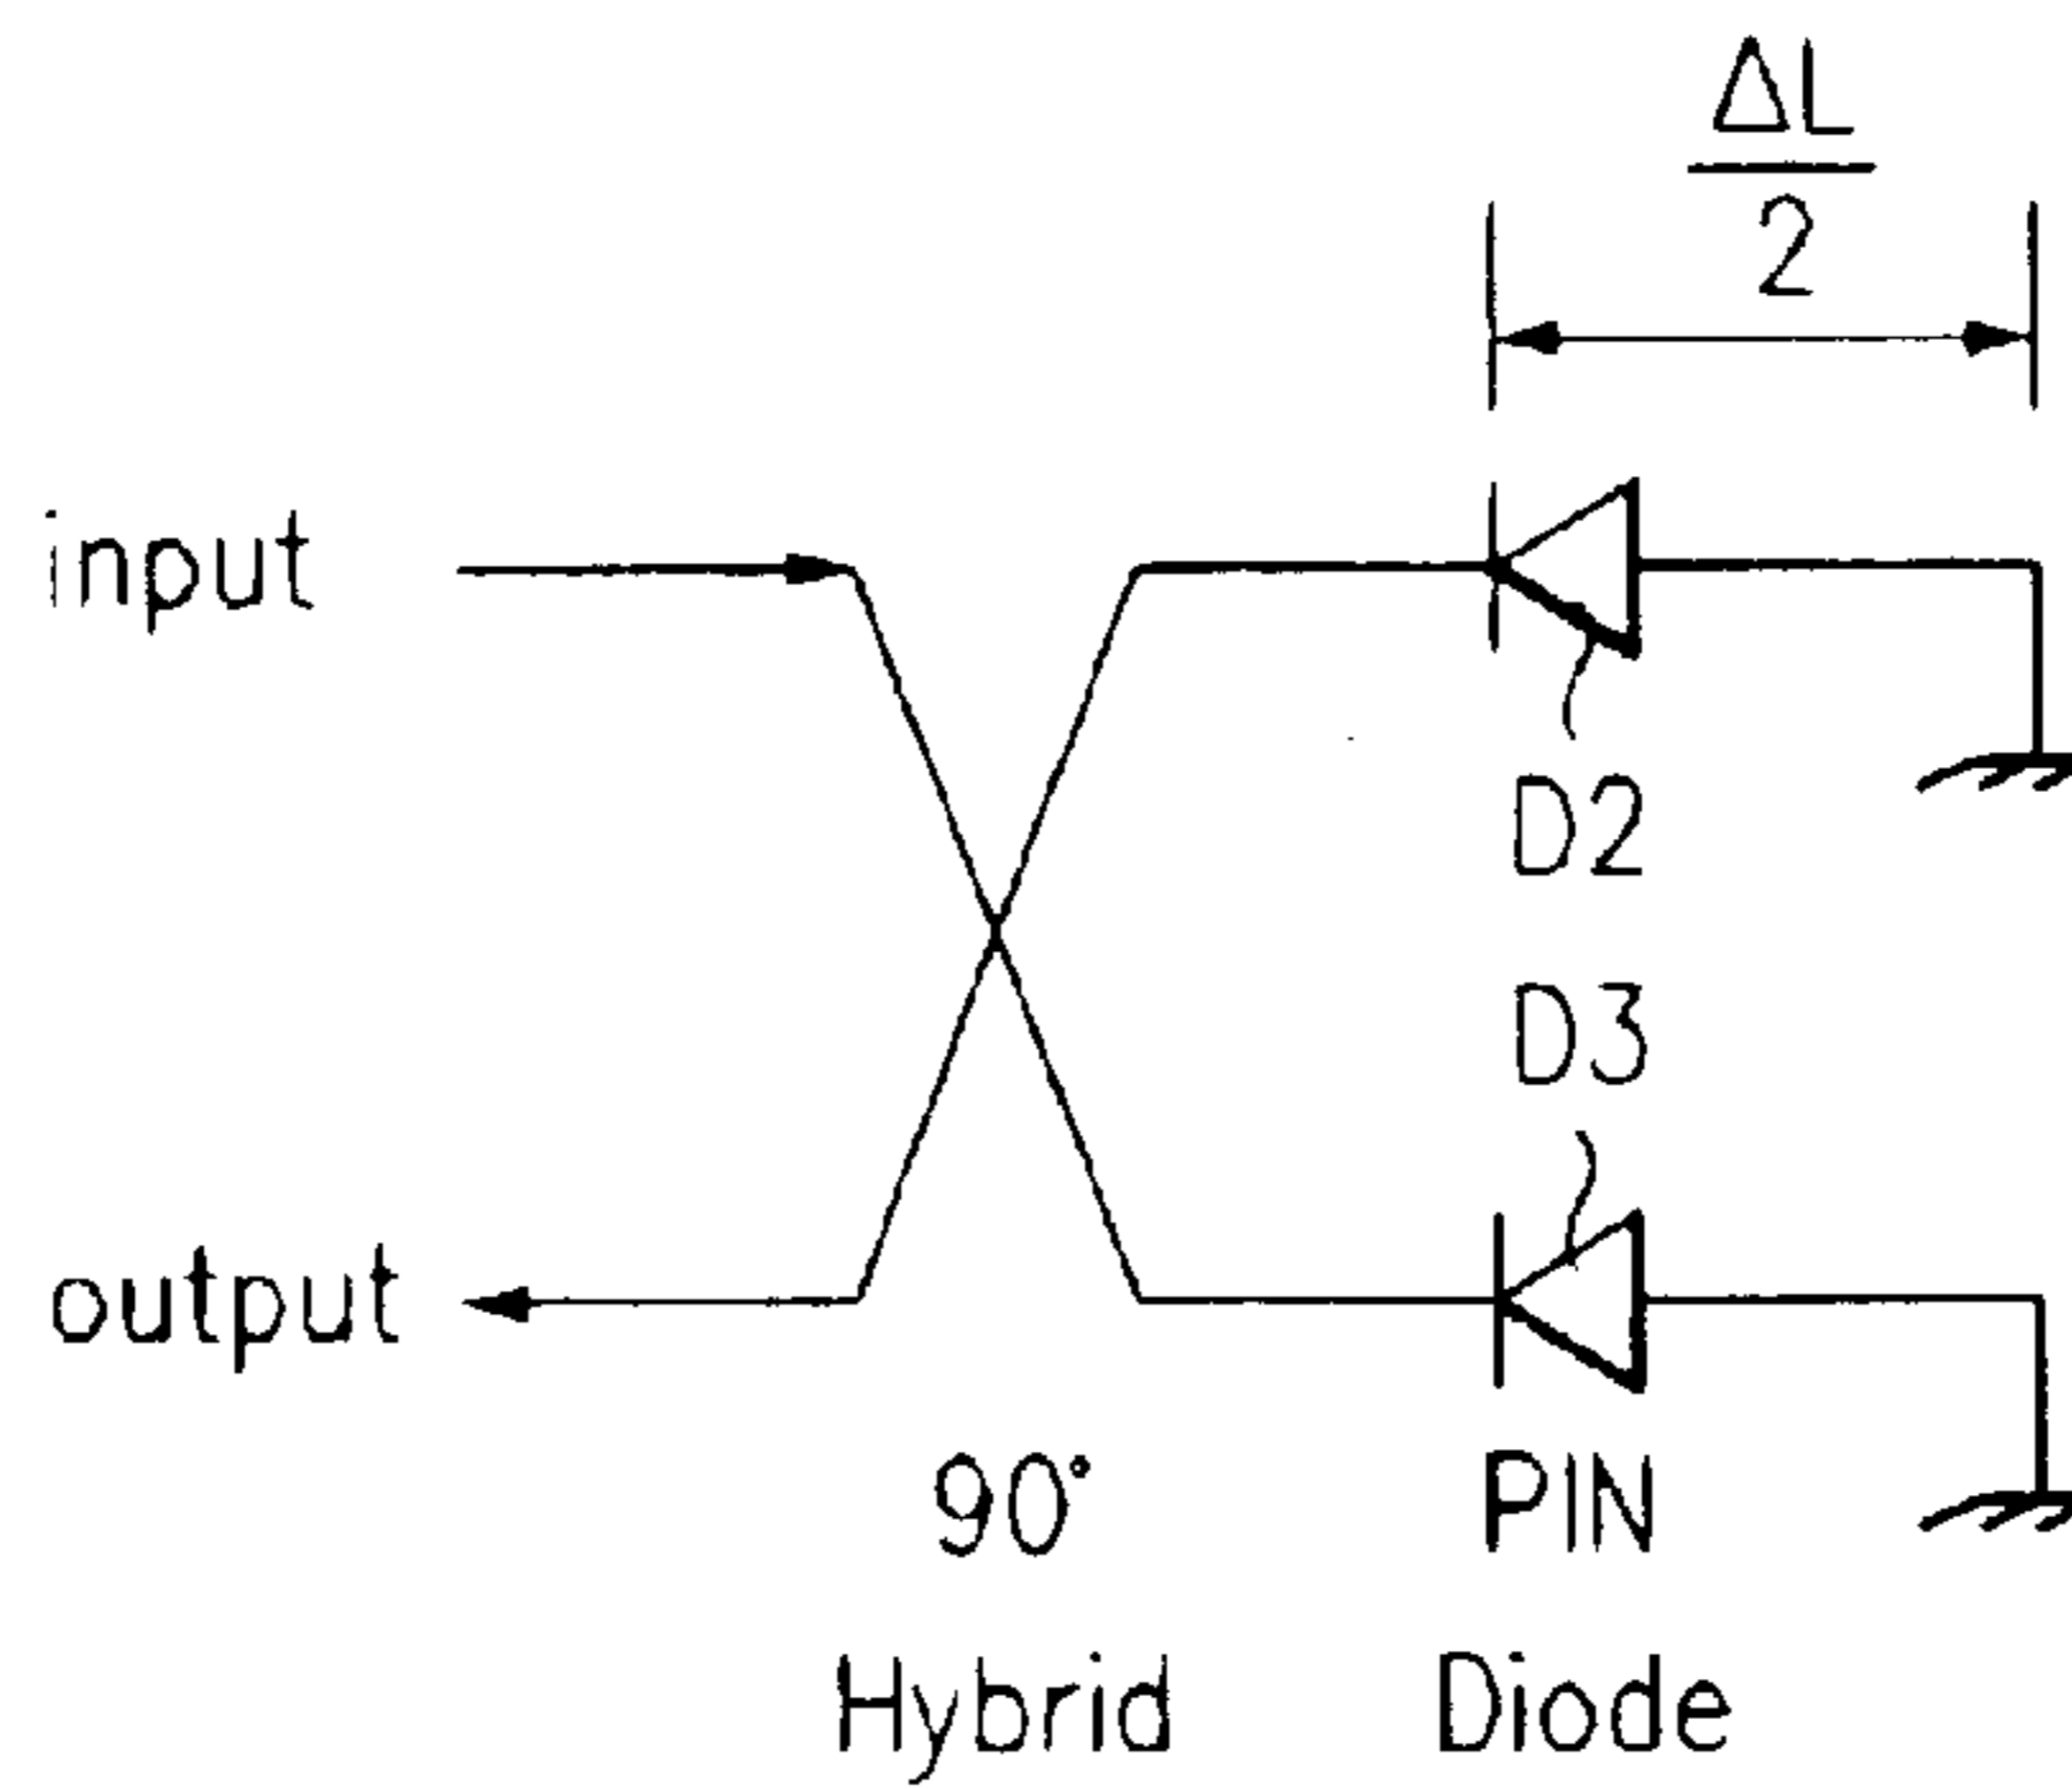 ΔL
2
input
D2
D3
output
90° PIN
Hybrid Diode